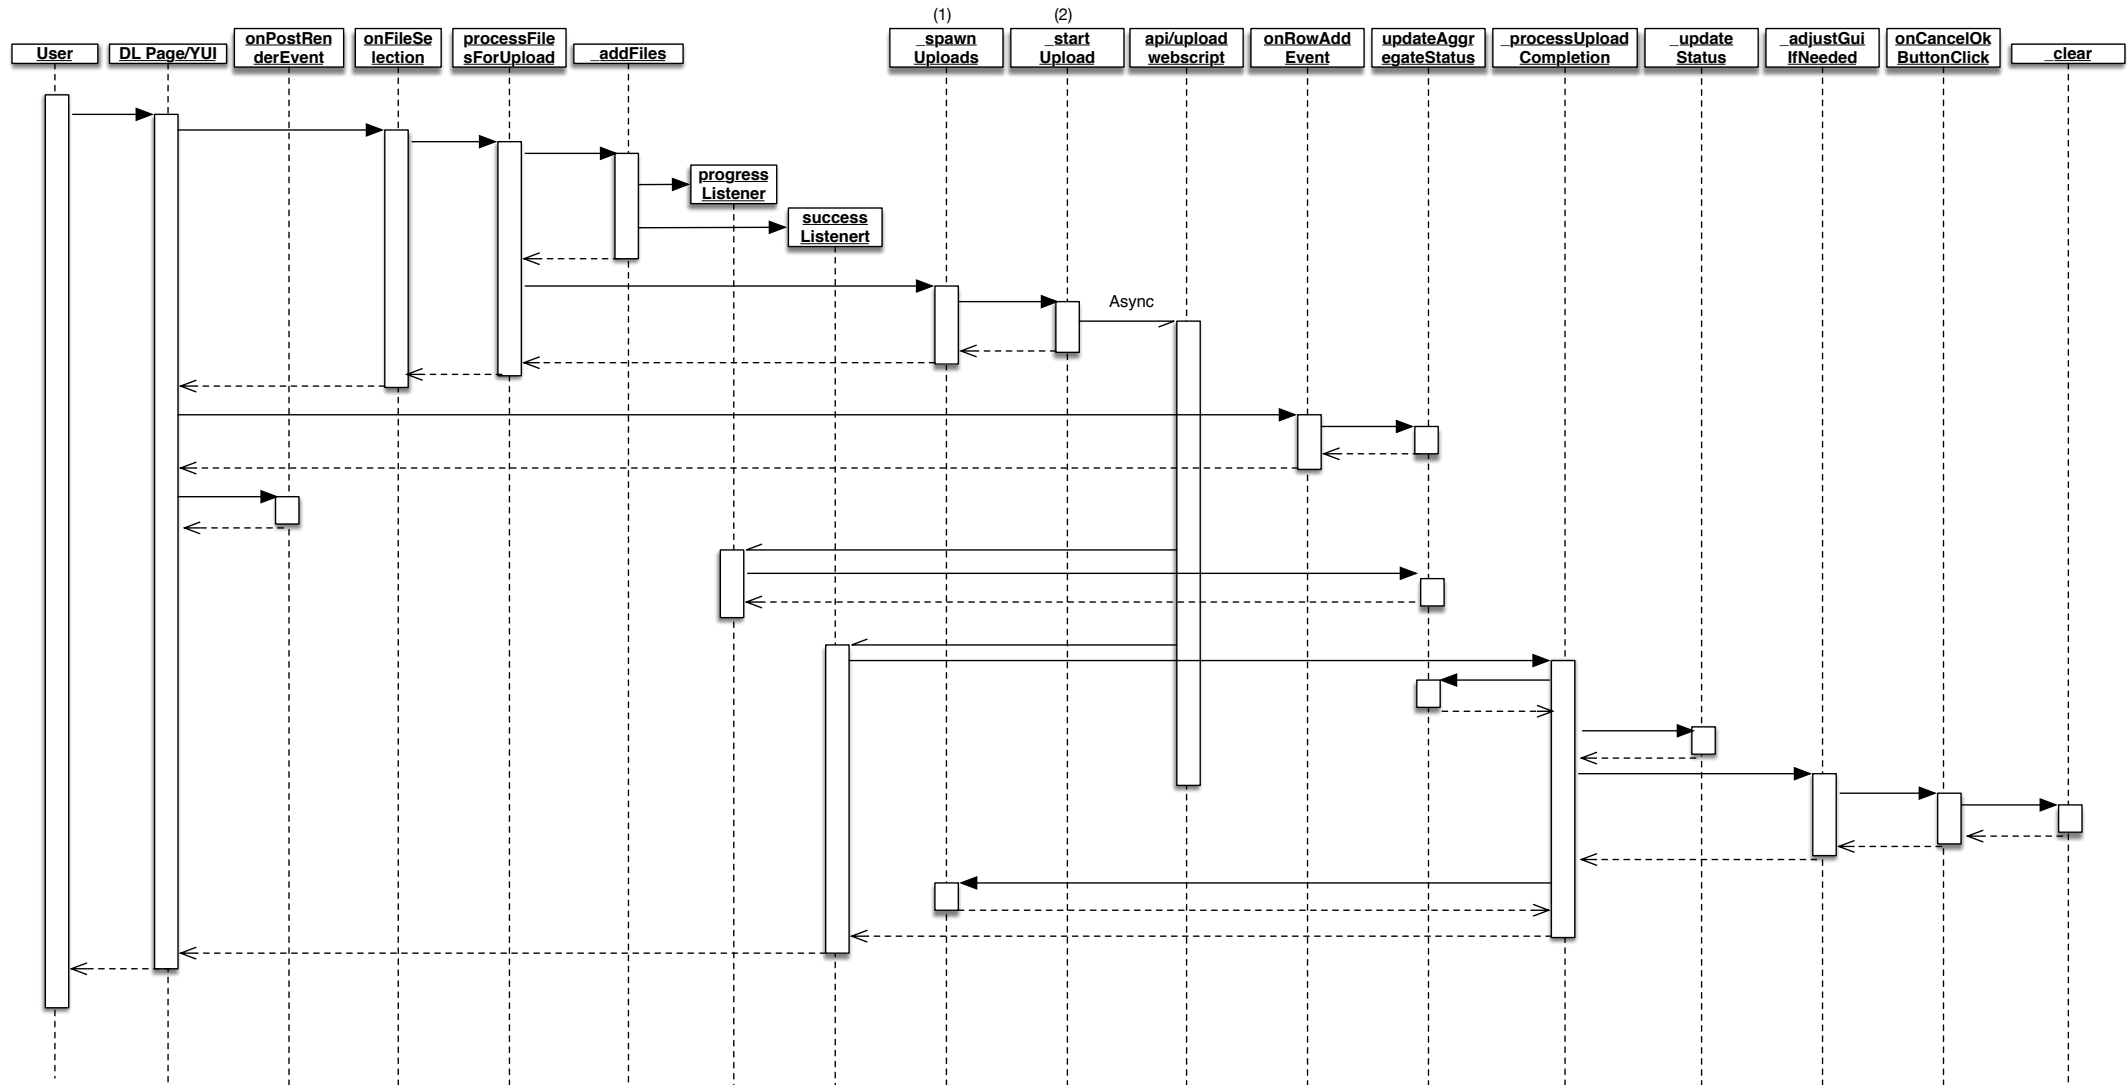 (1)
(2)
User
DL Page/YUI
onPostRen
derEvent
onFileSe
lection
processFile
sForUpload
_addFiles
_spawn
Uploads
_start
Upload
api/upload
webscript
onRowAdd
Event
updateAggr
egateStatus
_processUpload
Completion
_update
Status
_adjustGui
IfNeeded
onCancelOk
ButtonClick
_clear
progress
Listener
success
Listenert
Async